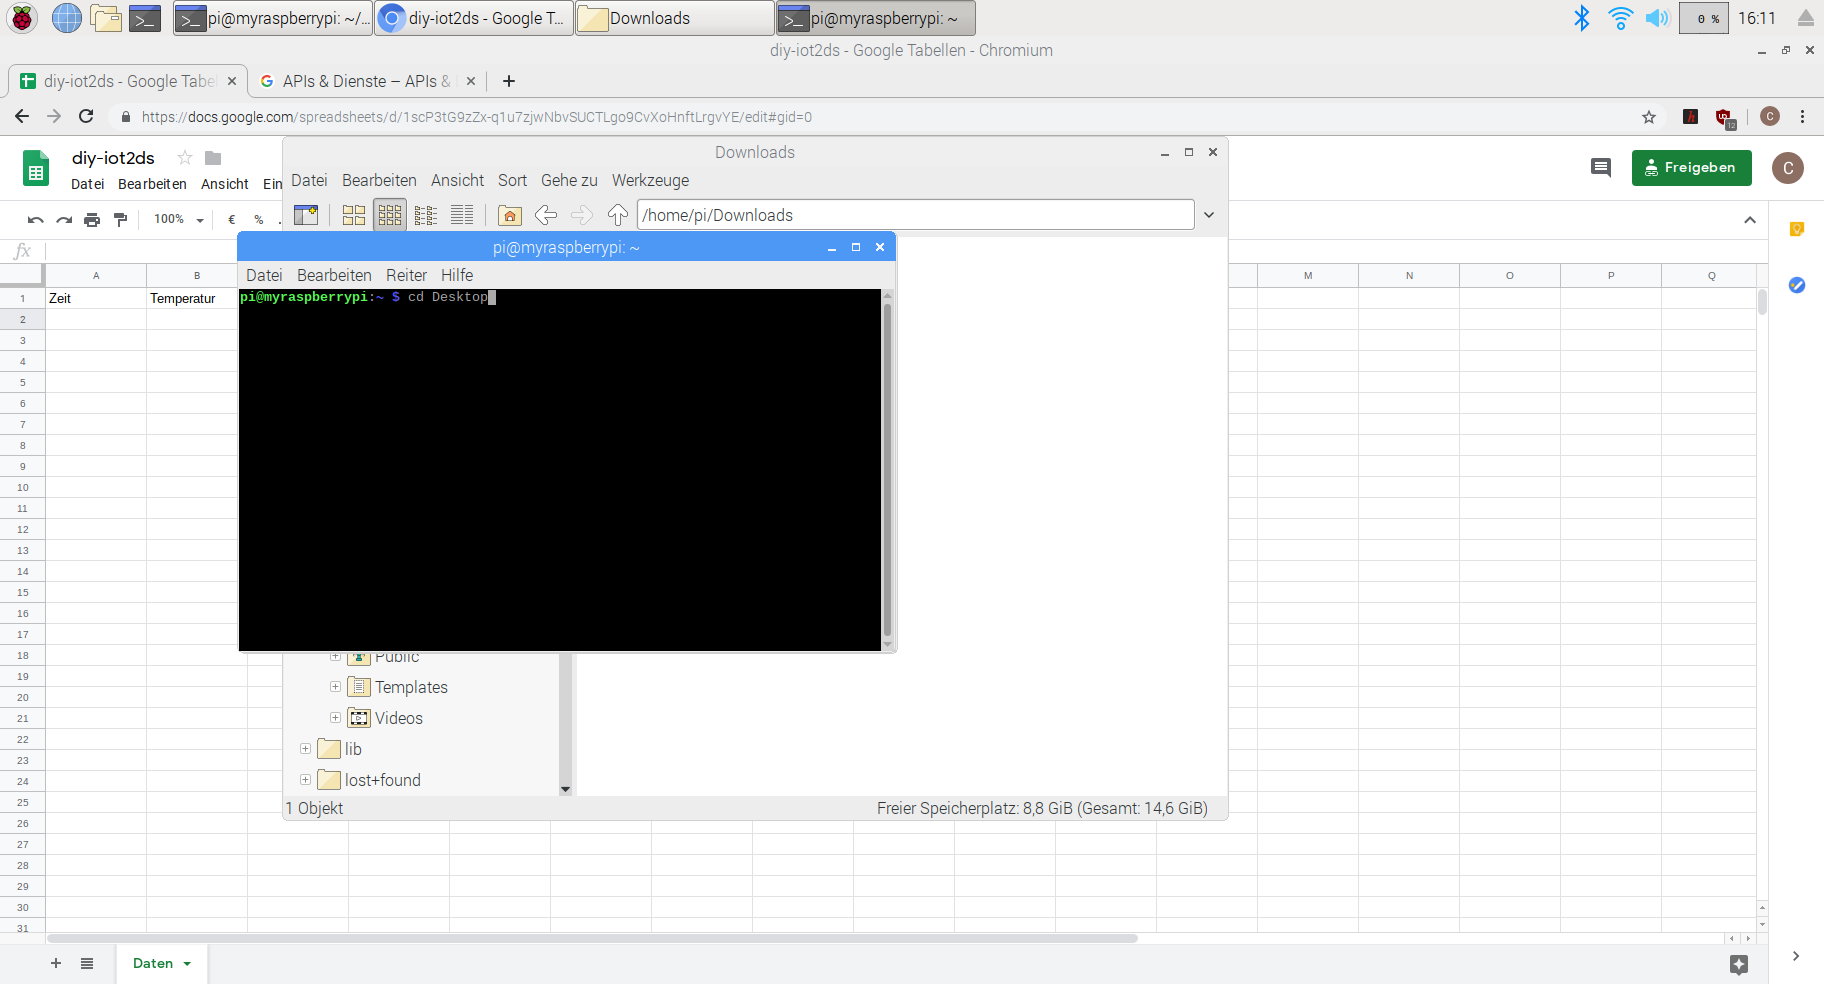 pi@myraspberrypi: ~/...
diy-iot2ds - Google T...
Downloads
pi@myraspberrypi: ~
0 %
16:11
diy-iot2ds - Google Tabellen - Chromium
diy-iot2ds - Google Tabe
APIs & Dienste – APIs &
https://docs.google.com/spreadsheets/d/1scP3tG9zZx-q1u7zjwNbvSUCTLgo9CvXoHnftLrgvYE/edit#gid=0
12
C
diy-iot2ds
Datei Bearbeiten Ansicht Ein
Freigeben
C
100% € % .
fx
Downloads
Datei Bearbeiten Ansicht Sort Gehe zu Werkzeuge
/home/pi/Downloads
pi@myraspberrypi: ~
Datei Bearbeiten Reiter Hilfe
pi@myraspberrypi:~ $ cd Desktop
A B M N O P Q
1 Zeit Temperatur
2
3
4
5
6
7
8
9
10
11
12
13
14
15
16
17
18
19
20
21
22
23
24
25
26
27
28
29
30
31
Public
Templates
Videos
lib
lost+found
1 Objekt
Freier Speicherplatz: 8,8 GiB (Gesamt: 14,6 GiB)
Daten